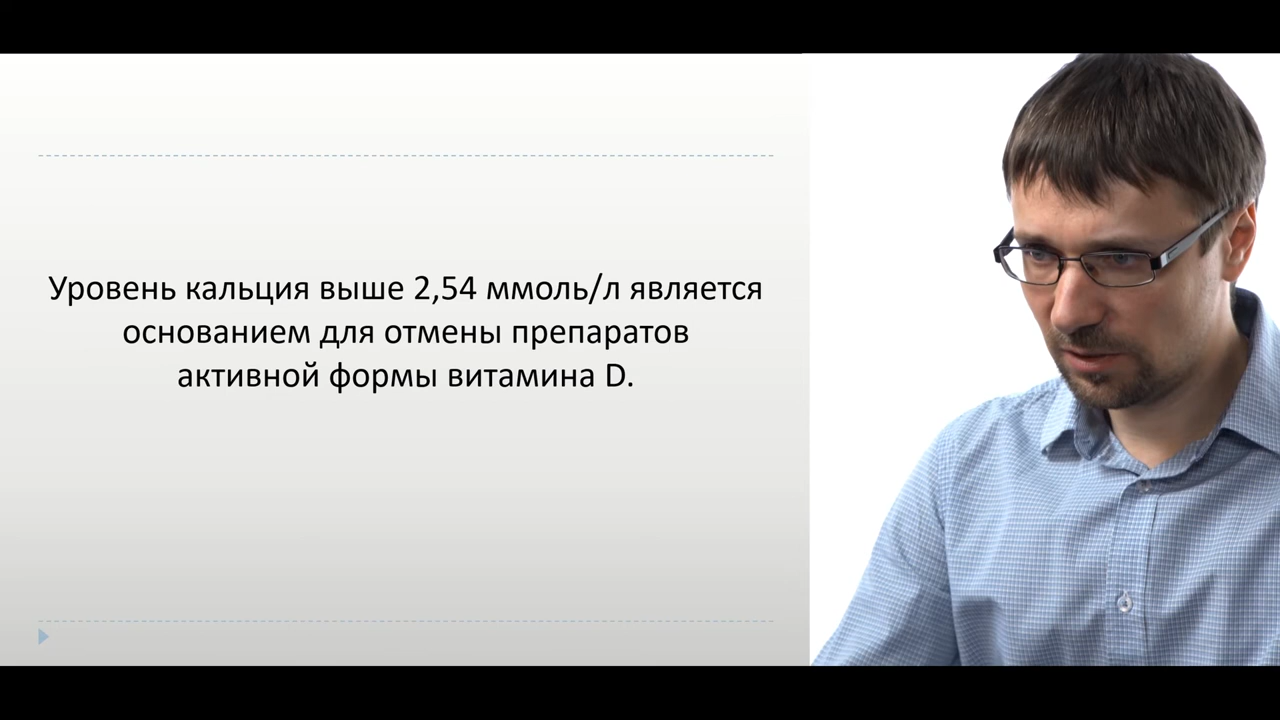 Уровень кальция выше 2,54 ммоль/л является
основанием для отмены препаратов
активной формы витамина D.